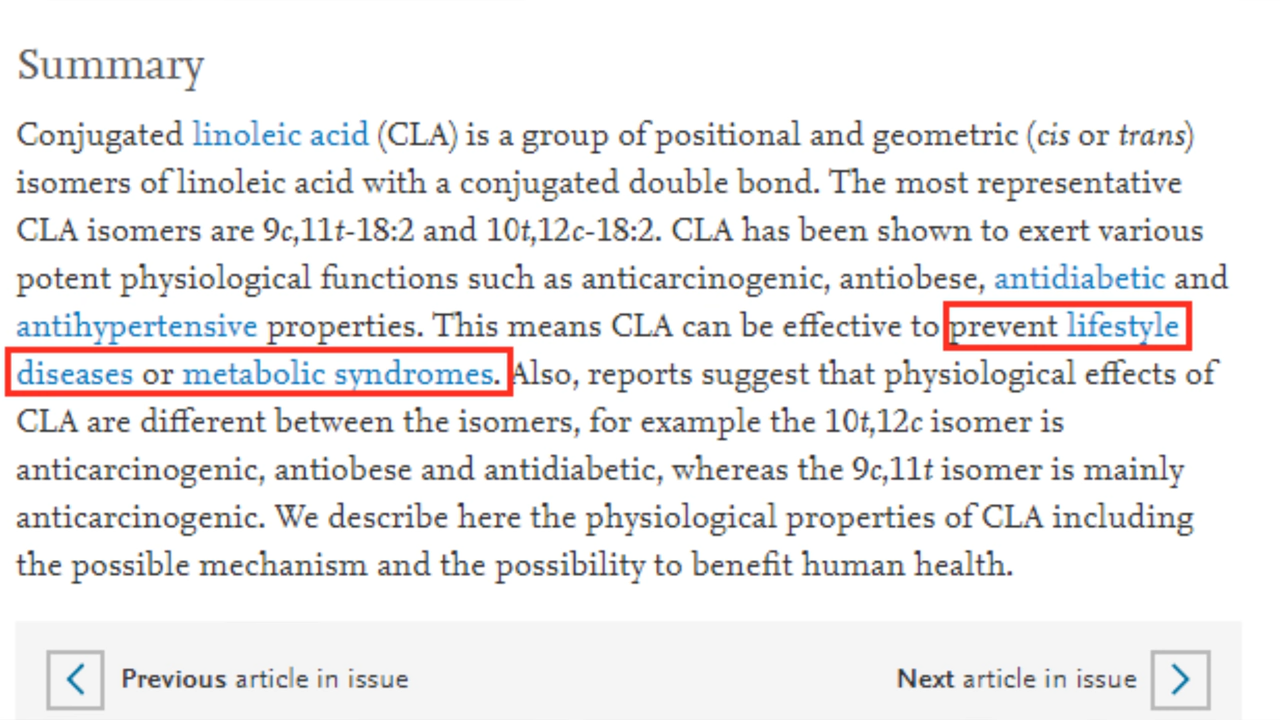 Summary
Conjugated linoleic acid (CLA) is a group of positional and geometric (cis or trans)
isomers of linoleic acid with a conjugated double bond. The most representative
CLA isomers are 9c,11t-18:2 and 10t,12c-18:2. CLA has been shown to exert various
potent physiological functions such as anticarcinogenic, antiobese, antidiabetic and
antihypertensive properties. This means CLA can be effective to prevent lifestyle
diseases or metabolic syndromes. Also, reports suggest that physiological effects of
CLA are different between the isomers, for example the 10t,12c isomer is
anticarcinogenic, antiobese and antidiabetic, whereas the 9c,11t isomer is mainly
anticarcinogenic. We describe here the physiological properties of CLA including
the possible mechanism and the possibility to benefit human health.
Previous article in issue
Next article in issue